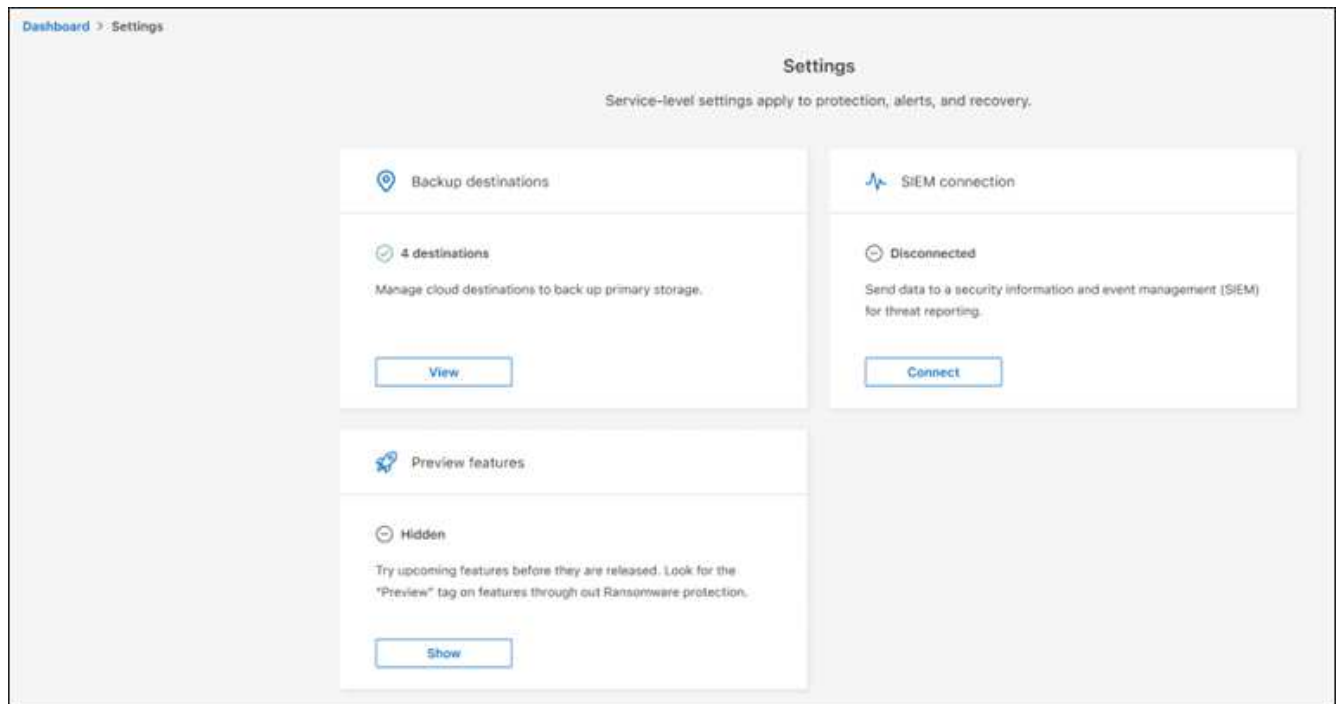 Dashboard > Settings
Settings
Service-level settings apply to protection, alerts, and recovery.
Backup destinations
4 destinations
Manage cloud destinations to back up primary storage.
View
SIEM connection
Disconnected
Send data to a security information and event management (SIEM)
for threat reporting.
Connect
Preview features
Hidden
Try upcoming features before they are released. Look for the
"Preview" tag on features through out Ransomware protection.
Show